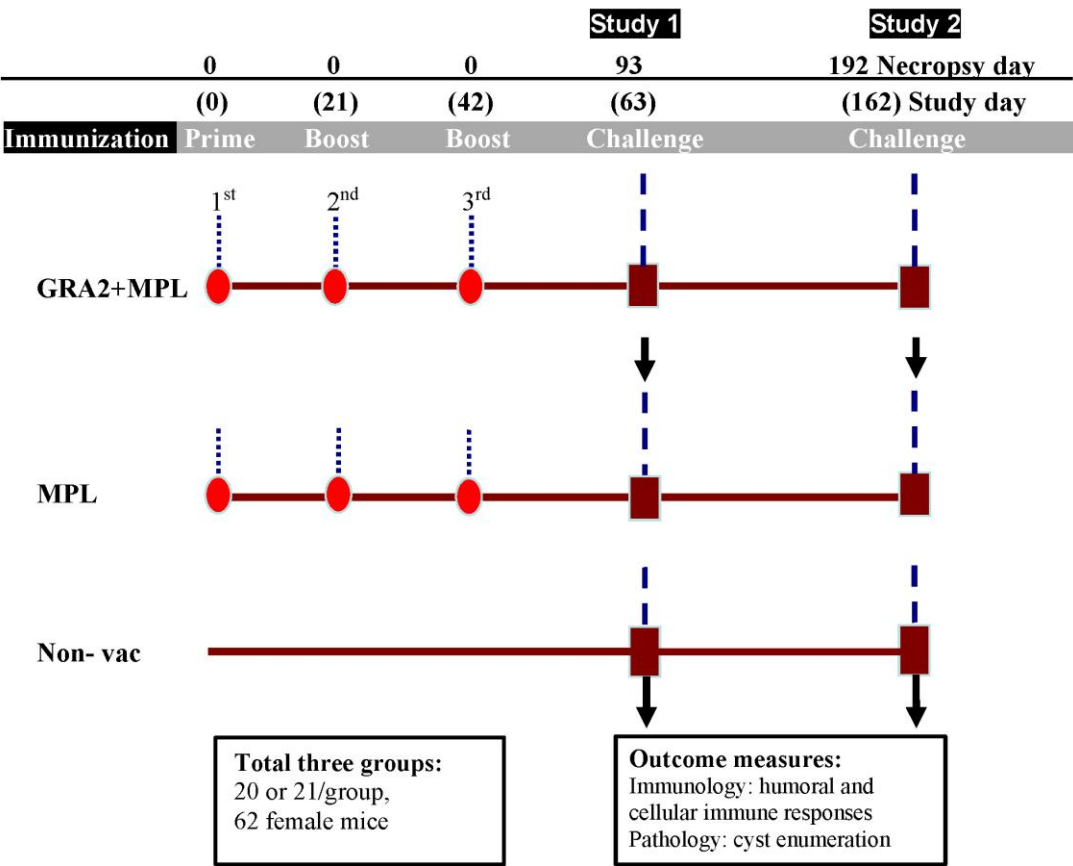 Study 1 Study 2
0 0 0 93 192 Necropsy day
(0) (21) (42) (63) (162) Study day
Immunization Prime Boost Boost Challenge Challenge
1st 2nd 3rd
GRA2+MPL
MPL
Non- vac
Total three groups:
20 or 21/group,
62 female mice
Outcome measures:
Immunology: humoral and
cellular immune responses
Pathology: cyst enumeration